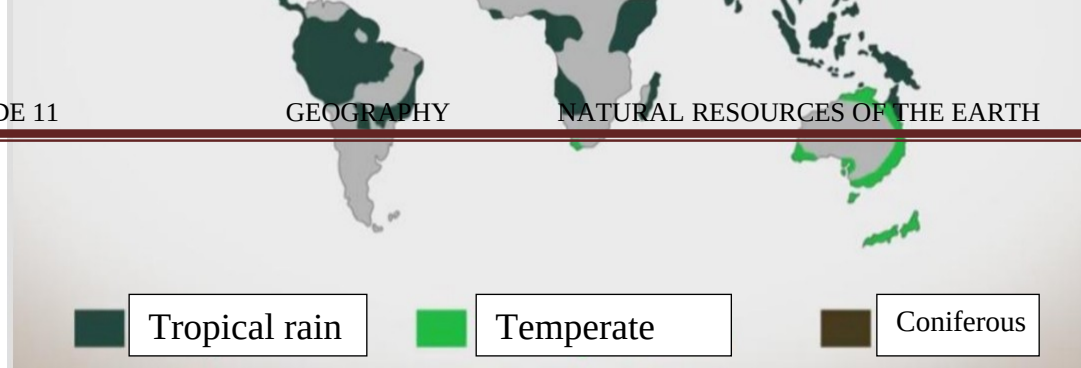 DE 11 GEOGRAPHY NATURAL RESOURCES OF THE EARTH
Tropical rain Temperate Coniferous